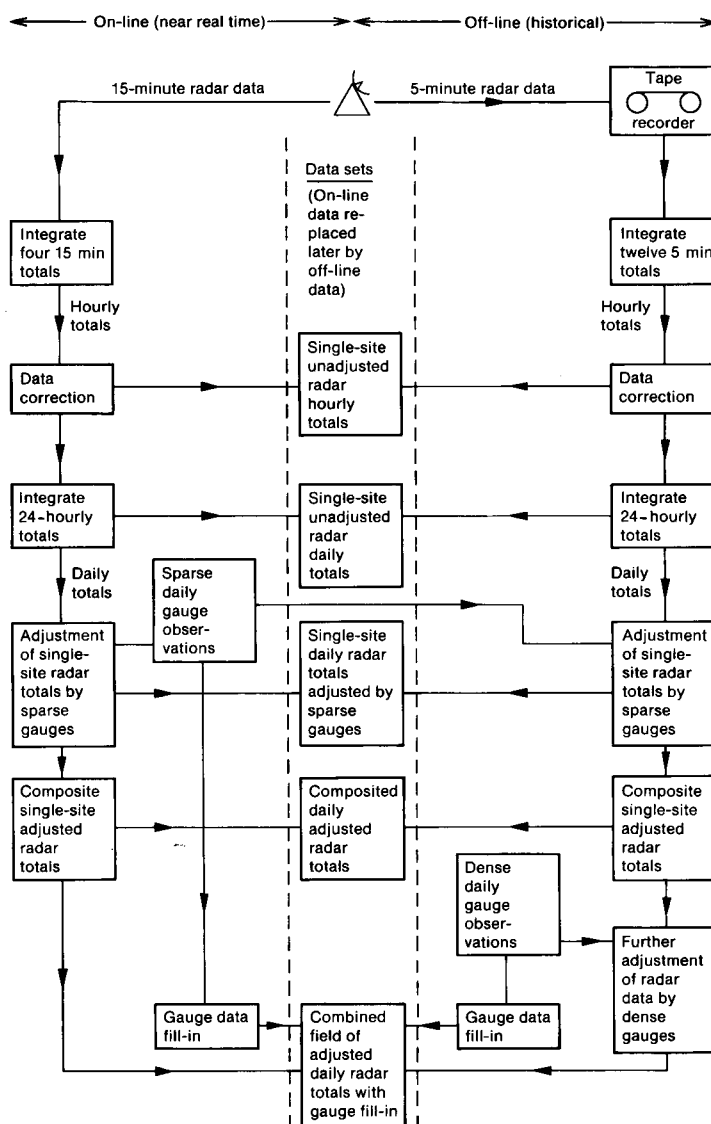 On-line (near real time)
Off-line (historical)
15-minute radar data
5-minute radar data
Tape
recorder
Data sets
(On-line
data re-
placed
later by
off-line
data)
Integrate
four 15 min
totals
Integrate
twelve 5 min
totals
Hourly
totals
Hourly
totals
Data
correction
Single-site
unadjusted
radar
hourly
totals
Data
correction
Integrate
24-hourly
totals
Single-site
unadjusted
radar
daily
totals
Integrate
24-hourly
totals
Daily
totals
Sparse
daily
gauge
obser-
vations
Daily
totals
Adjustment
of single-
site radar
totals by
sparse
gauges
Single-site
daily radar
totals
adjusted by
sparse
gauges
Adjustment
of single-
site radar
totals by
sparse
gauges
Composite
single-site
adjusted
radar
totals
Composited
daily
adjusted
radar
totals
Composite
single-site
adjusted
radar
totals
Dense
daily
gauge
obser-
vations
Further
adjustment
of radar
data by
dense
gauges
Gauge data
fill-in
Combined
field of
adjusted
daily radar
totals with
gauge fill-in
Gauge data
fill-in